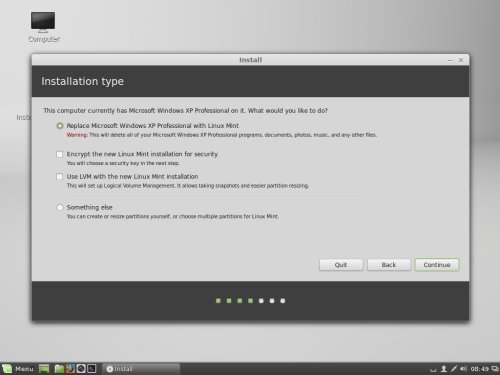 Computer
Install
Installation type
This computer currently has Microsoft Windows XP Professional on it. What would you like to do?
Replace Microsoft Windows XP Professional with Linux Mint
Warning: This will delete all of your Microsoft Windows XP Professional programs, documents, photos, music, and any other files.
Encrypt the new Linux Mint installation for security
You will choose a security key in the next step.
Use LVM with the new Linux Mint installation
This will set up Logical Volume Management. It allows taking snapshots and easier partition resizing.
Something else
You can create or resize partitions yourself, or choose multiple partitions for Linux Mint.
Quit Back Continue
Menu Install 08:49